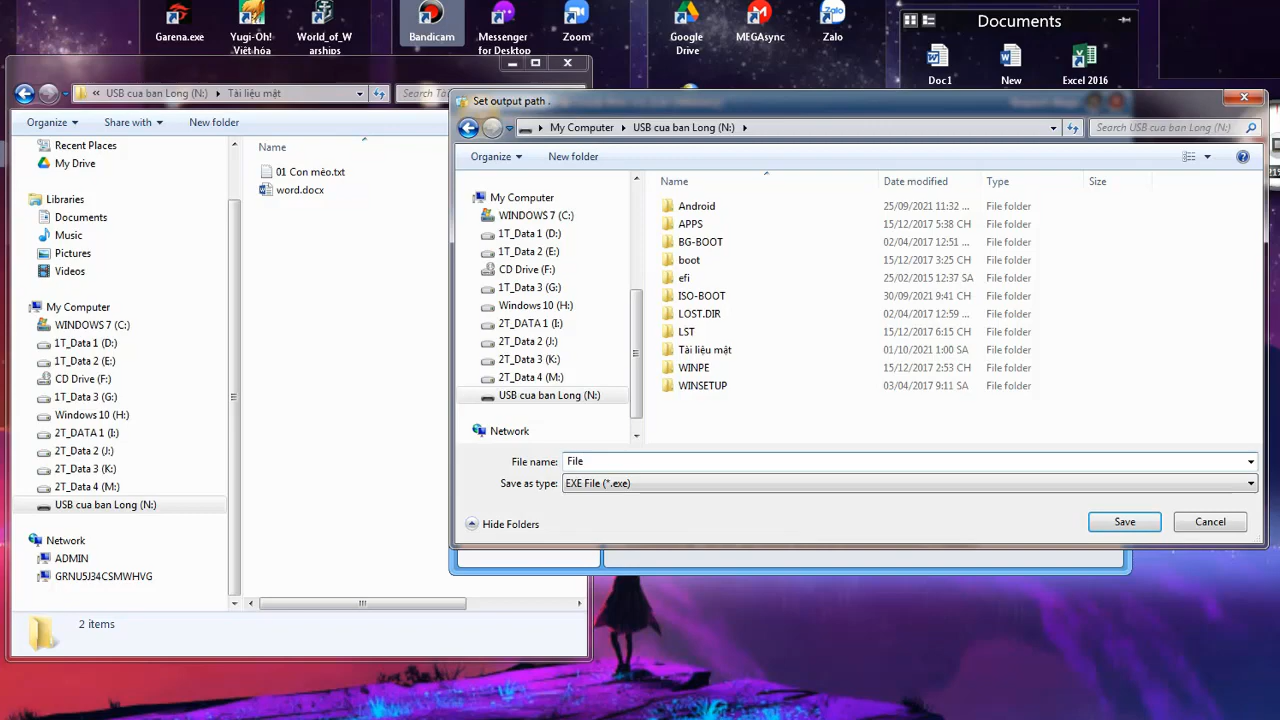 Garena.exe
Yugi-Oh!
Việt hóa
World_of_W
arships
Bandicam
Messenger
for Desktop
Zoom
Google
Drive
MEGAsync
Zalo
Documents
Doc1
New
Excel 2016
« USB cua ban Long (N:) Tài liệu mật
Organize Share with New folder
Recent Places
My Drive
Libraries
Documents
Music
Pictures
Videos
My Computer
WINDOWS 7 (C:)
1T_Data 1 (D:)
1T_Data 2 (E:)
CD Drive (F:)
1T_Data 3 (G:)
Windows 10 (H:)
2T_DATA 1 (I:)
2T_Data 2 (J:)
2T_Data 3 (K:)
2T_Data 4 (M:)
USB cua ban Long (N:)
Network
ADMIN
GRNU5J34CSMWHVG
Name
01 Con mèo.txt
word.docx
2 items
Set output path .
My Computer USB cua ban Long (N:)
Search USB cua ban Long (N:)
Organize New folder
My Computer
WINDOWS 7 (C:)
1T_Data 1 (D:)
1T_Data 2 (E:)
CD Drive (F:)
1T_Data 3 (G:)
Windows 10 (H:)
2T_DATA 1 (I:)
2T_Data 2 (J:)
2T_Data 3 (K:)
2T_Data 4 (M:)
USB cua ban Long (N:)
Network
Name Date modified Type Size
Android 25/09/2021 11:32 ... File folder
APPS 15/12/2017 5:38 CH File folder
BG-BOOT 02/04/2017 12:51 ... File folder
boot 15/12/2017 3:25 CH File folder
efi 25/02/2015 12:37 SA File folder
ISO-BOOT 30/09/2021 9:41 CH File folder
LOST.DIR 02/04/2017 12:59 ... File folder
LST 15/12/2017 6:15 CH File folder
Tài liệu mật 01/10/2021 1:00 SA File folder
WINPE 15/12/2017 2:53 CH File folder
WINSETUP 03/04/2017 9:11 SA File folder
File name: File
Save as type: EXE File (*.exe)
Hide Folders
Save
Cancel